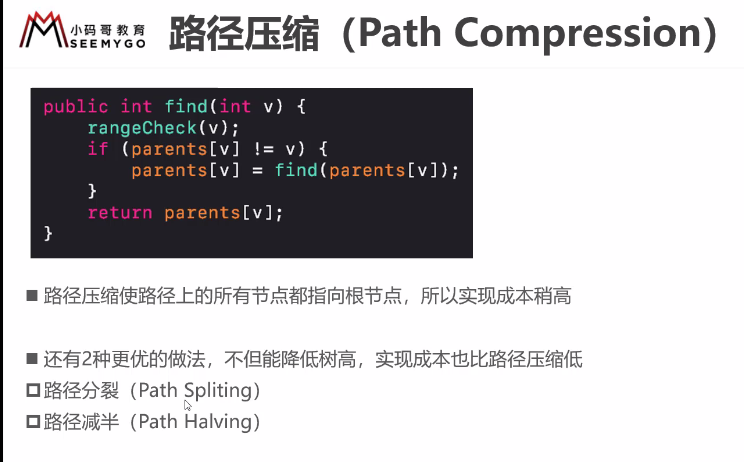 小码哥教育
SEEMYGO
路径压缩（Path Compression）
public int find(int v) {
    rangeCheck(v);
    if (parents[v] != v) {
        parents[v] = find(parents[v]);
    }
    return parents[v];
}
■ 路径压缩使路径上的所有节点都指向根节点，所以实现成本稍高
■ 还有2种更优的做法，不但能降低树高，实现成本也比路径压缩低
路径分裂（Path Spliting）
路径减半（Path Halving）